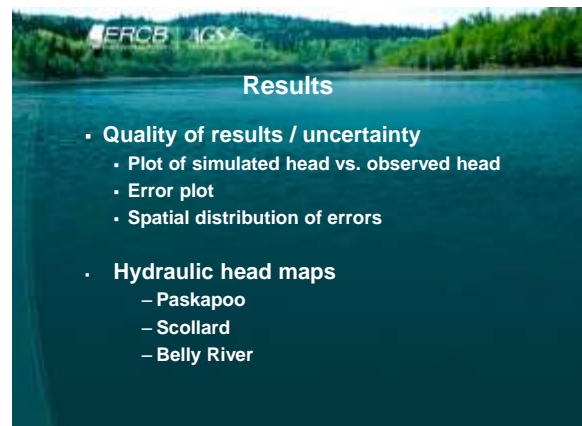 ERCB AGS
Results
▪ Quality of results / uncertainty
▪ Plot of simulated head vs. observed head
▪ Error plot
▪ Spatial distribution of errors
▪ Hydraulic head maps
– Paskapoo
– Scollard
– Belly River